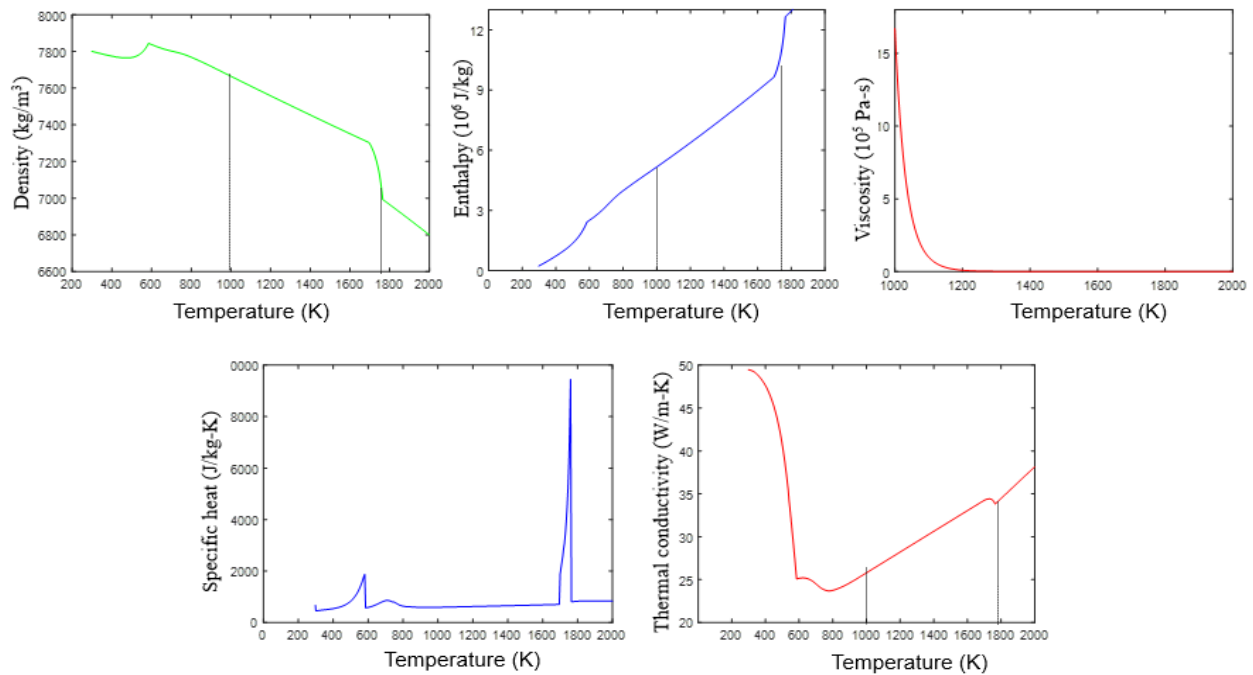 8000
7800
7600
7400
7200
7000
6800
6600
200 400 600 800 1000 1200 1400 1600 1800 2000
Density (kg/m³)
Temperature (K)
12
9
6
3
0
0 200 400 600 800 1000 1200 1400 1600 1800 2000
Enthalpy (10⁶ J/kg)
Temperature (K)
15
10
5
0
1000 1200 1400 1600 1800 2000
Viscosity (10⁵ Pa-s)
Temperature (K)
0000
8000
6000
4000
2000
0
0 200 400 600 800 1000 1200 1400 1600 1800 2000
Specific heat (J/kg-K)
Temperature (K)
50
45
40
35
30
25
20
200 400 600 800 1000 1200 1400 1600 1800 2000
Thermal conductivity (W/m-K)
Temperature (K)